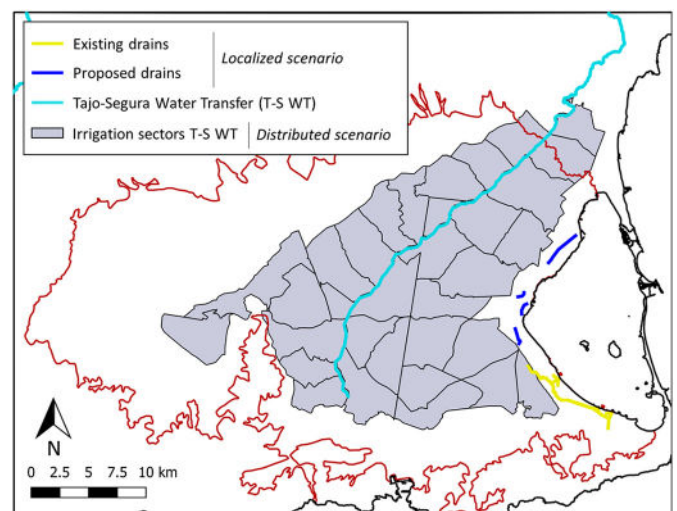 Existing drains
Localized scenario
Proposed drains
Tajo-Segura Water Transfer (T-S WT)
Irrigation sectors T-S WT Distributed scenario
N
0 2.5 5 7.5 10 km